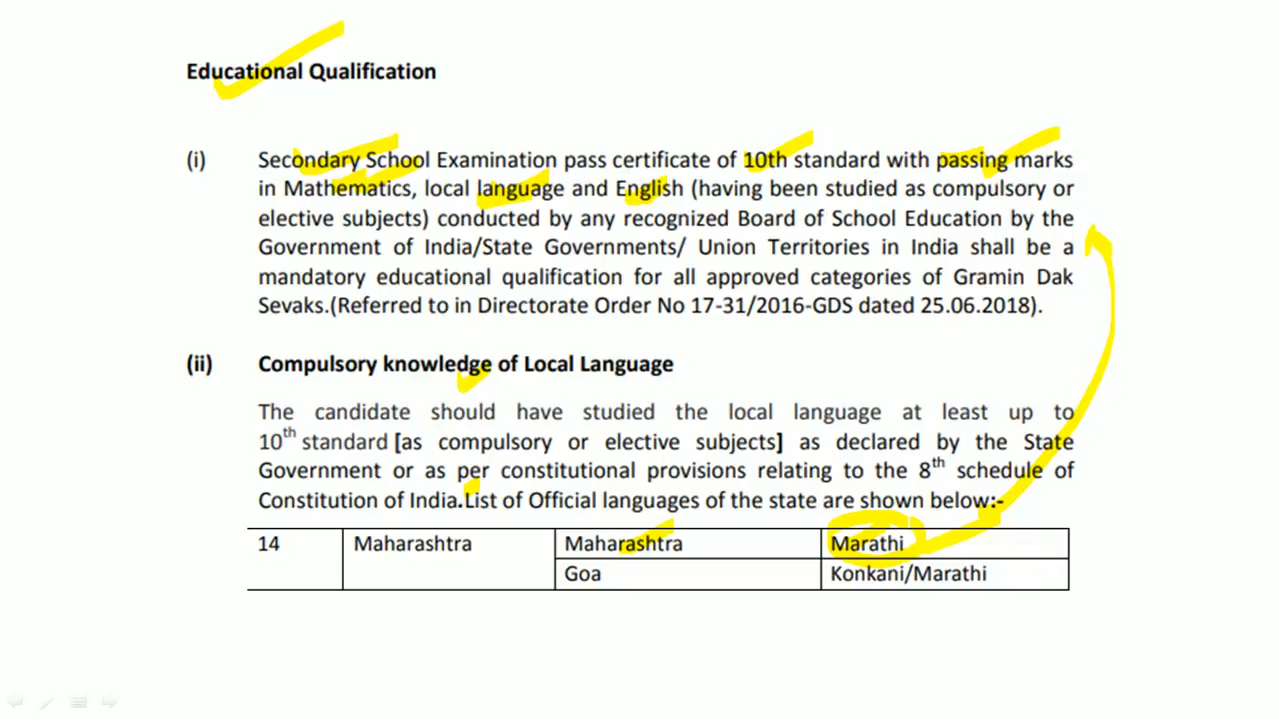 Educational Qualification
(i) Secondary School Examination pass certificate of 10th standard with passing marks
in Mathematics, local language and English (having been studied as compulsory or
elective subjects) conducted by any recognized Board of School Education by the
Government of India/State Governments/ Union Territories in India shall be a
mandatory educational qualification for all approved categories of Gramin Dak
Sevaks.(Referred to in Directorate Order No 17-31/2016-GDS dated 25.06.2018).
(ii) Compulsory knowledge of Local Language
The candidate should have studied the local language at least up to
10th standard [as compulsory or elective subjects] as declared by the State
Government or as per constitutional provisions relating to the 8th schedule of
Constitution of India.List of Official languages of the state are shown below:-
14 Maharashtra Maharashtra Marathi
Goa Konkani/Marathi